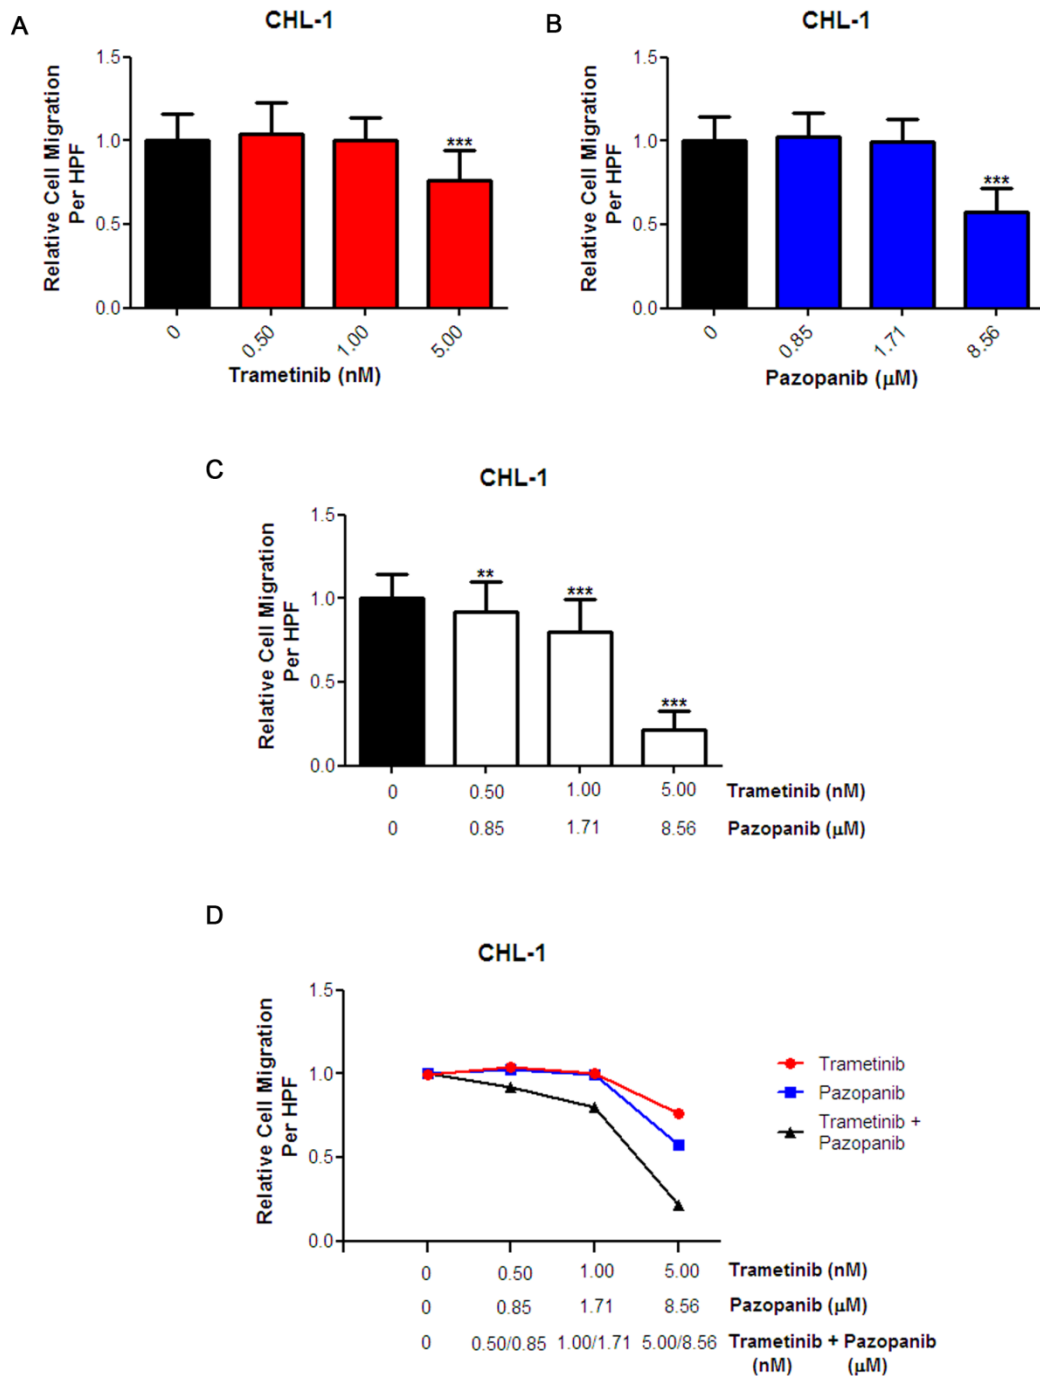 A
CHL-1
Relative Cell Migration
Per HPF
1.5
1.0
0.5
0.0
***
0
0.50
1.00
5.00
Trametinib (nM)
B
CHL-1
Relative Cell Migration
Per HPF
1.5
1.0
0.5
0.0
***
0
0.85
1.71
8.56
Pazopanib (μM)
C
CHL-1
Relative Cell Migration
Per HPF
1.5
1.0
0.5
0.0
**
***
***
0 0.50 1.00 5.00 Trametinib (nM)
0 0.85 1.71 8.56 Pazopanib (μM)
D
CHL-1
Relative Cell Migration
Per HPF
1.5
1.0
0.5
0.0
Trametinib
Pazopanib
Trametinib +
Pazopanib
0 0.50 1.00 5.00 Trametinib (nM)
0 0.85 1.71 8.56 Pazopanib (μM)
0 0.50/0.85 1.00/1.71 5.00/8.56 Trametinib + Pazopanib
(nM) (μM)